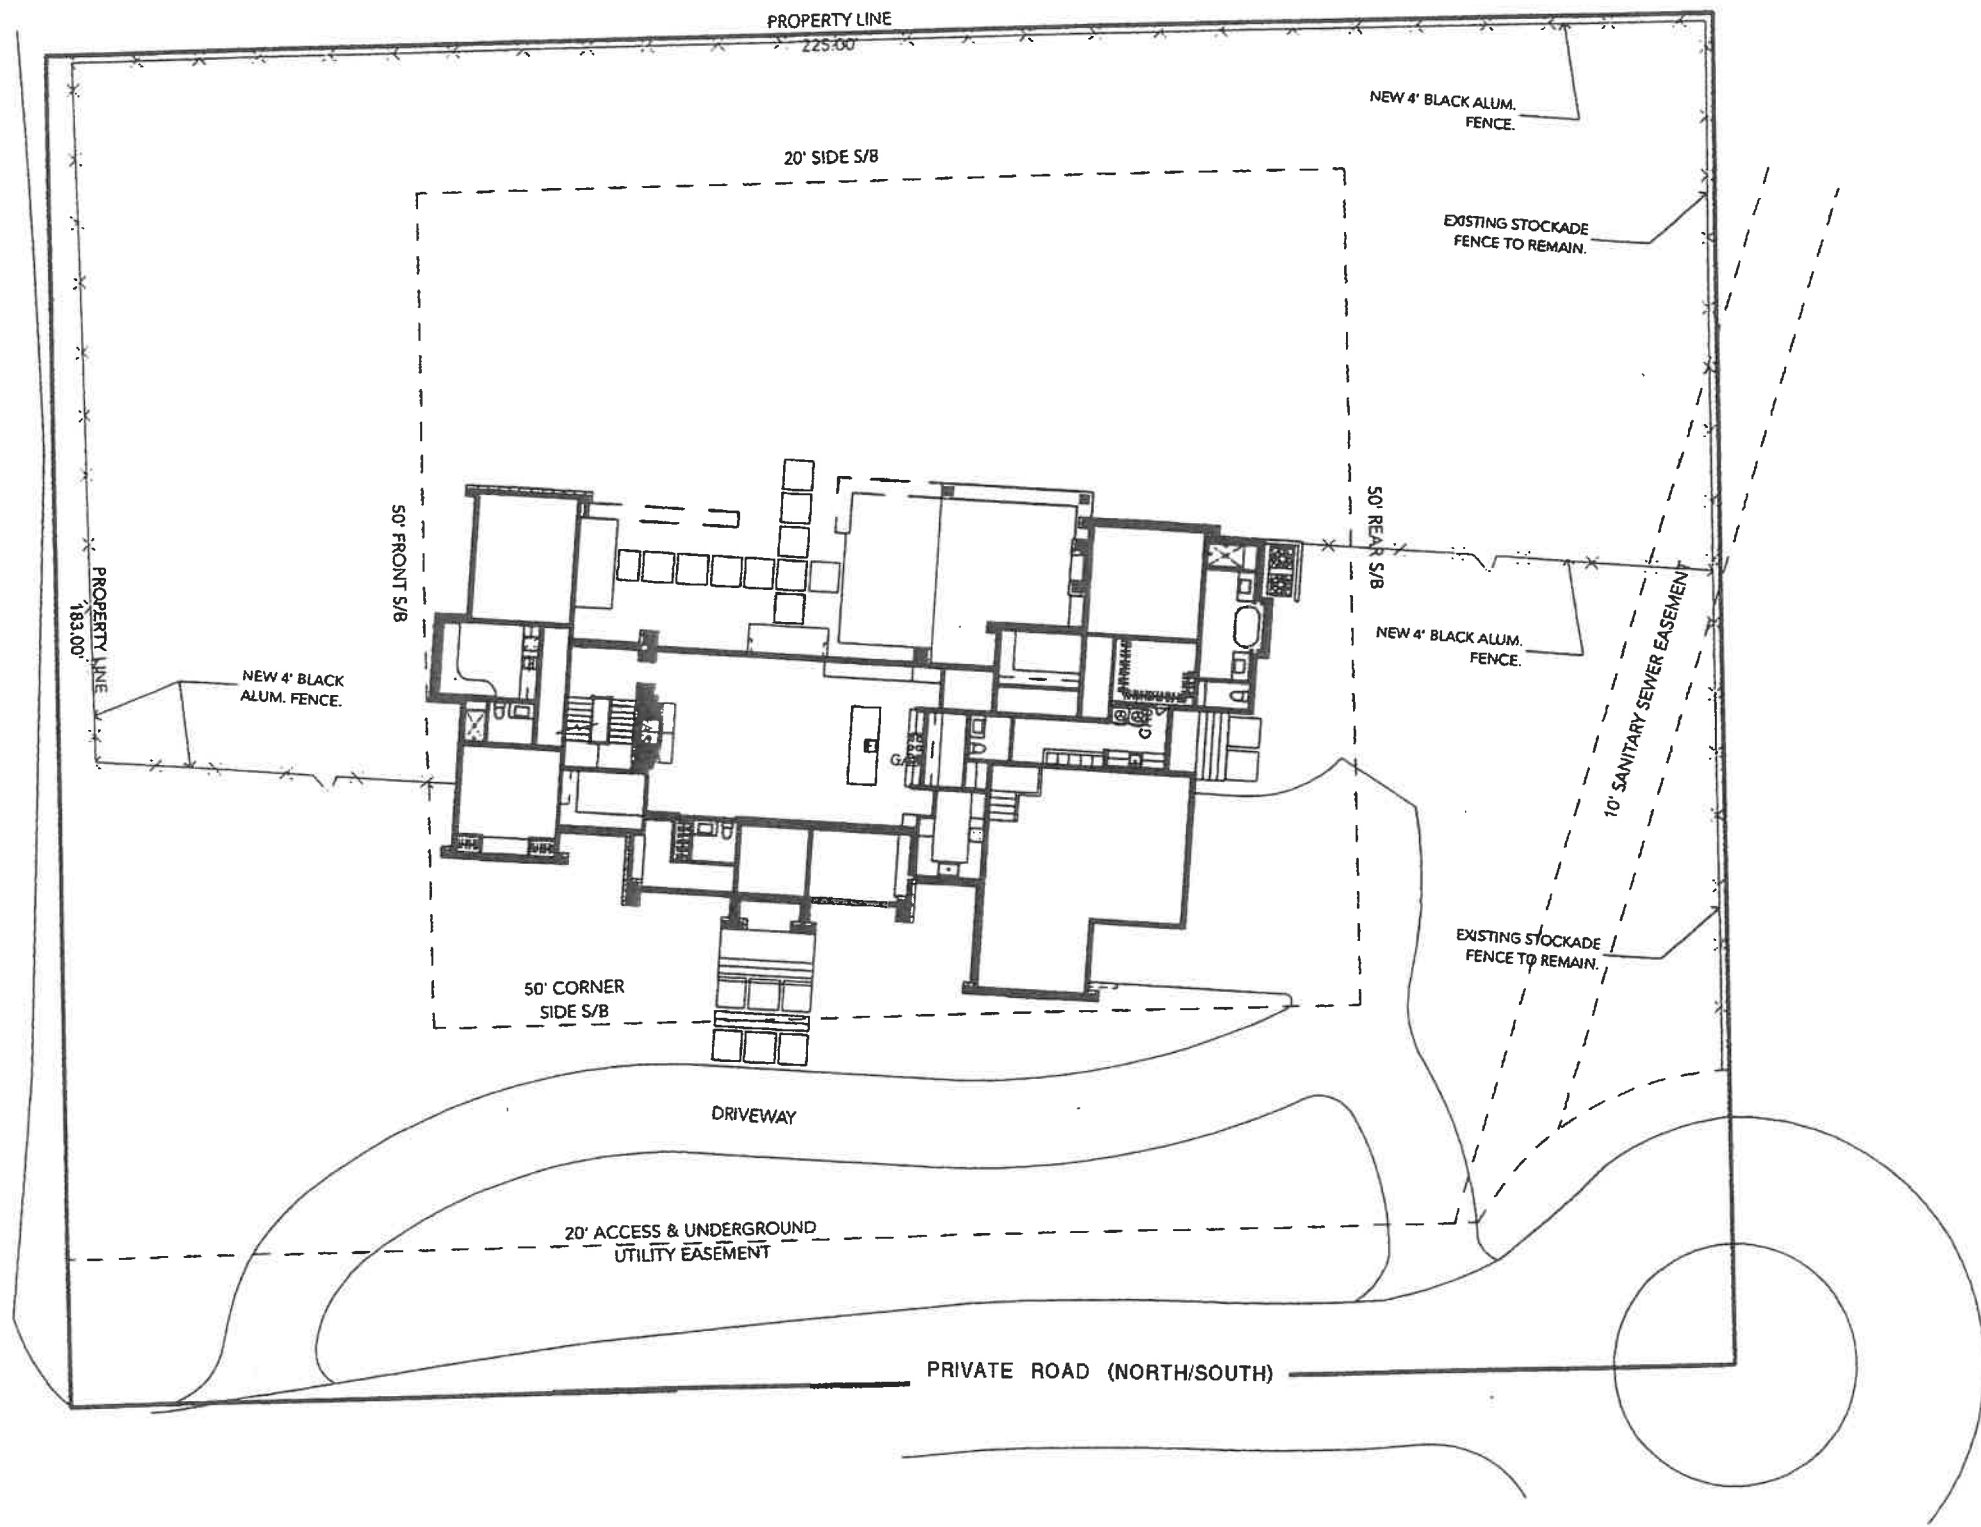 PROPERTY LINE
225.00'
NEW 4' BLACK ALUM.
FENCE.
20' SIDE S/B
EXISTING STOCKADE
FENCE TO REMAIN.
50' FRONT S/B
50' REAR S/B
PROPERTY LINE
183.00'
NEW 4' BLACK
ALUM. FENCE.
NEW 4' BLACK ALUM.
FENCE.
10' SANITARY SEWER EASEMENT
EXISTING STOCKADE
FENCE TO REMAIN.
50' CORNER
SIDE S/B
DRIVEWAY
20' ACCESS & UNDERGROUND
UTILITY EASEMENT
PRIVATE ROAD (NORTH/SOUTH)